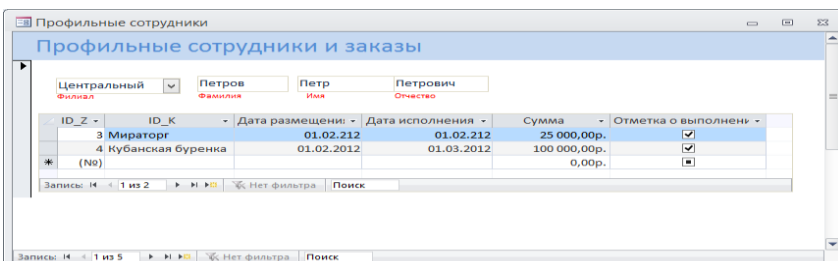 Профильные сотрудники
Профильные сотрудники и заказы
Центральный Петров Петр Петрович
Филиал Фамилия Имя Отчество
ID_Z ID_K Дата размещени: Дата исполнения Сумма Отметка о выполнени
3 Мираторг 01.02.212 01.02.212 25 000,00р.
4 Кубанская буренка 01.02.2012 01.03.2012 100 000,00р.
(№) 0,00р.
Запись: 1 из 2 Нет фильтра Поиск
Запись: 1 из 5 Нет фильтра Поиск